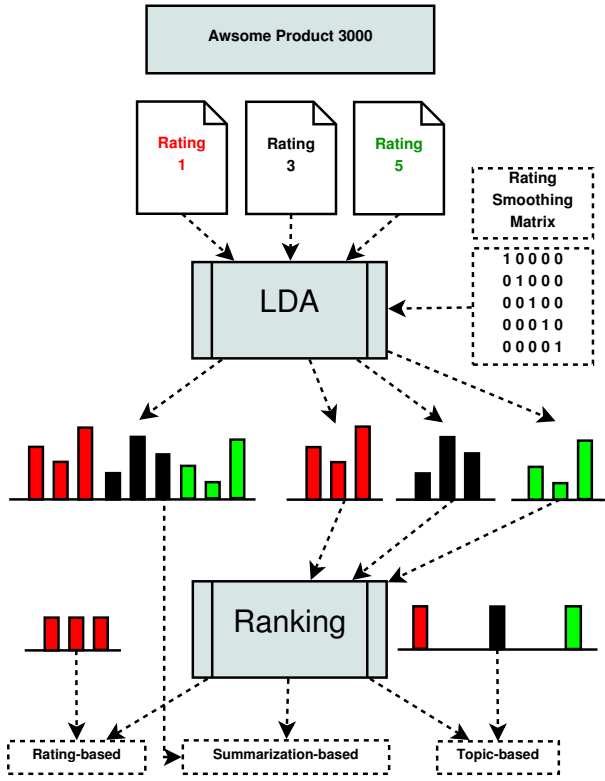 Awsome Product 3000
Rating
1
Rating
3
Rating
5
Rating
Smoothing
Matrix
1 0 0 0 0
0 1 0 0 0
0 0 1 0 0
0 0 0 1 0
0 0 0 0 1
LDA
Ranking
Rating-based
Summarization-based
Topic-based